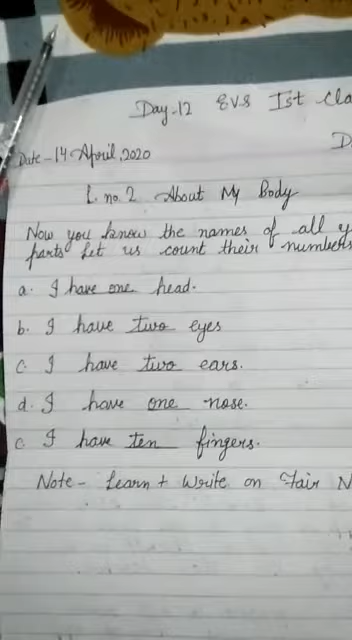 Day-12 EVS Ist Cla
Date-14 April, 2020 D
L. no. 2 About My Body
Now you know the names of all y
parts Let us count their numbers
a. I have one head.
b. I have two eyes
c. I have two ears.
d. I have one nose.
c. I have ten fingers.
Note- Learn + Write on Fair N